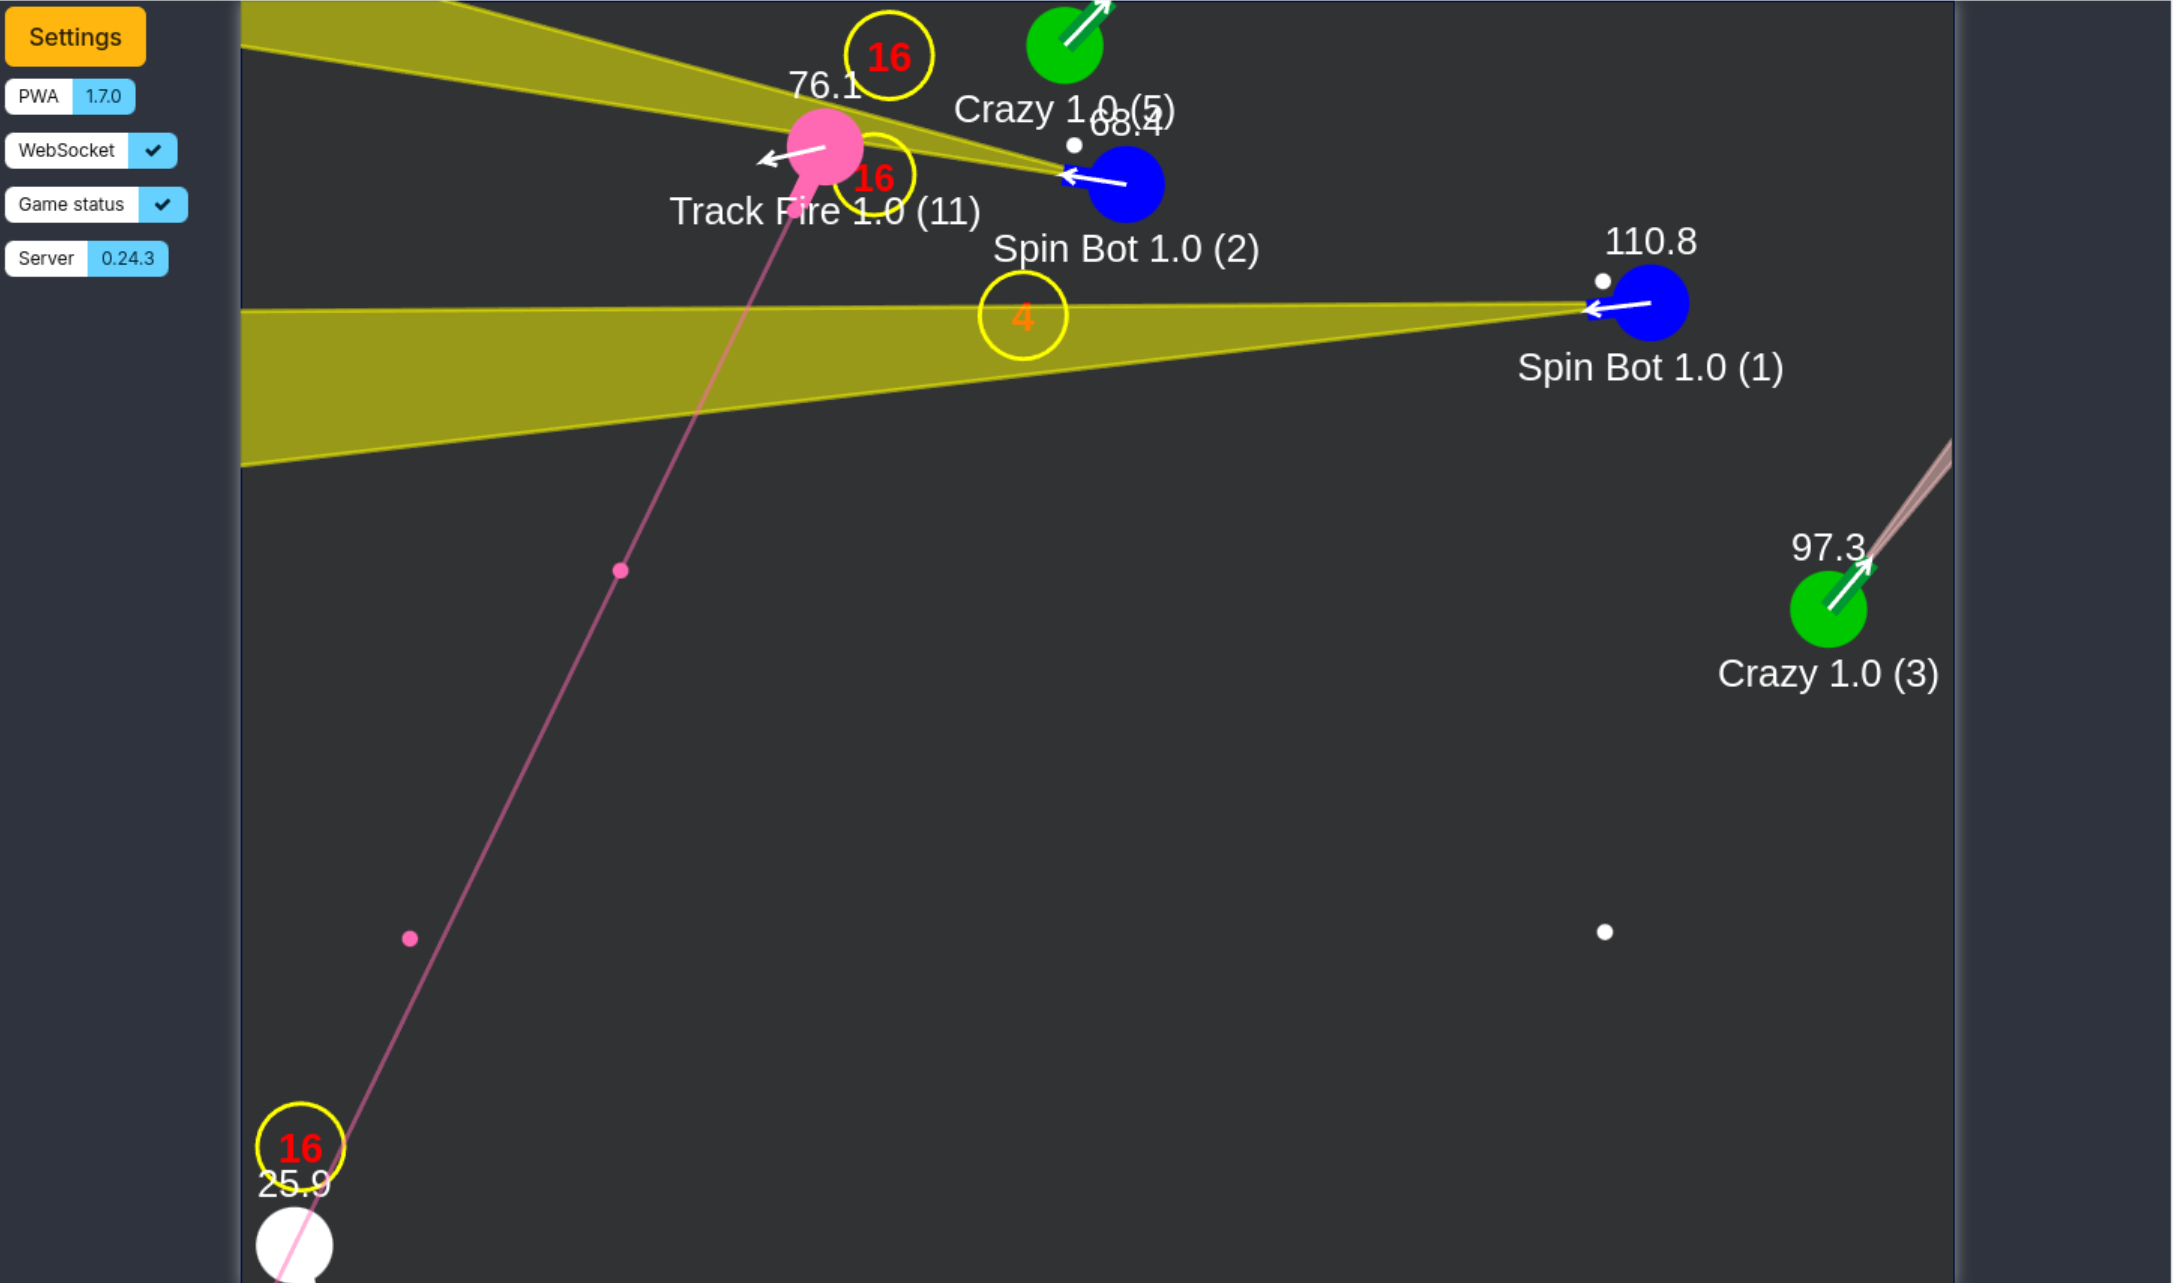 Settings
PWA 1.7.0
WebSocket
Game status
Server 0.24.3
16
76.1
Crazy 1.0 (5)
68.4
16
Track Fire 1.0 (11)
Spin Bot 1.0 (2)
110.8
4
Spin Bot 1.0 (1)
97.3
Crazy 1.0 (3)
16
25.9